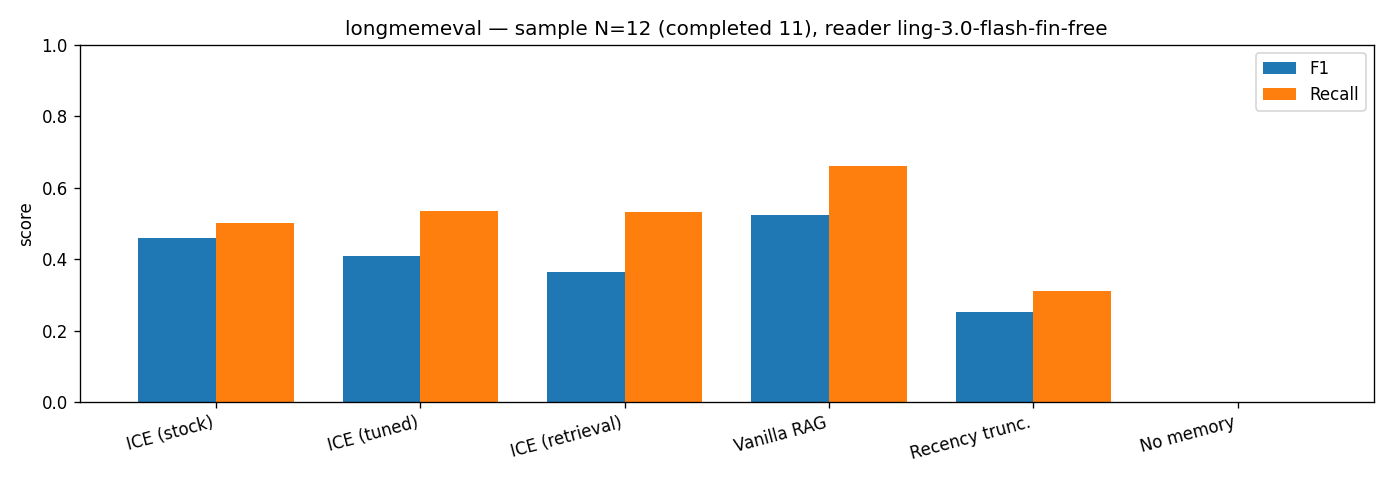 longmemeval — sample N=12 (completed 11), reader ling-3.0-flash-fin-free
1.0
0.8
0.6
0.4
0.2
0.0
score
F1
Recall
ICE (stock)
ICE (tuned)
ICE (retrieval)
Vanilla RAG
Recency trunc.
No memory